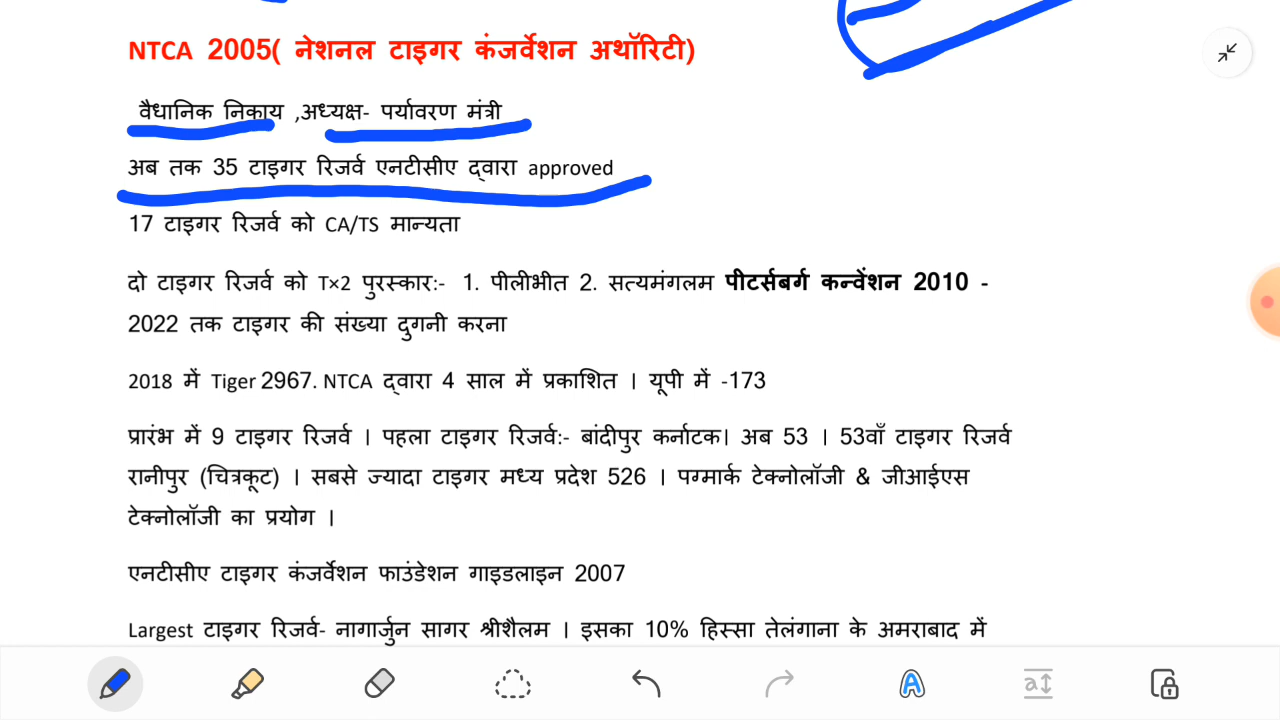 NTCA 2005( नेशनल टाइगर कंजर्वेशन अथॉरिटी)
वैधानिक निकाय ,अध्यक्ष- पर्यावरण मंत्री
अब तक 35 टाइगर रिजर्व एनटीसीए द्वारा approved
17 टाइगर रिजर्व को CA/TS मान्यता
दो टाइगर रिजर्व को T×2 पुरस्कार:- 1. पीलीभीत 2. सत्यमंगलम पीटर्सबर्ग कन्वेंशन 2010 -
2022 तक टाइगर की संख्या दुगनी करना
2018 में Tiger 2967. NTCA द्वारा 4 साल में प्रकाशित । यूपी में -173
प्रारंभ में 9 टाइगर रिजर्व । पहला टाइगर रिजर्व:- बांदीपुर कर्नाटक। अब 53 । 53वाँ टाइगर रिजर्व
रानीपुर (चित्रकूट) । सबसे ज्यादा टाइगर मध्य प्रदेश 526 । पग्मार्क टेक्नोलॉजी & जीआईएस
टेक्नोलॉजी का प्रयोग ।
एनटीसीए टाइगर कंजर्वेशन फाउंडेशन गाइडलाइन 2007
Largest टाइगर रिजर्व- नागार्जुन सागर श्रीशैलम । इसका 10% हिस्सा तेलंगाना के अमराबाद में